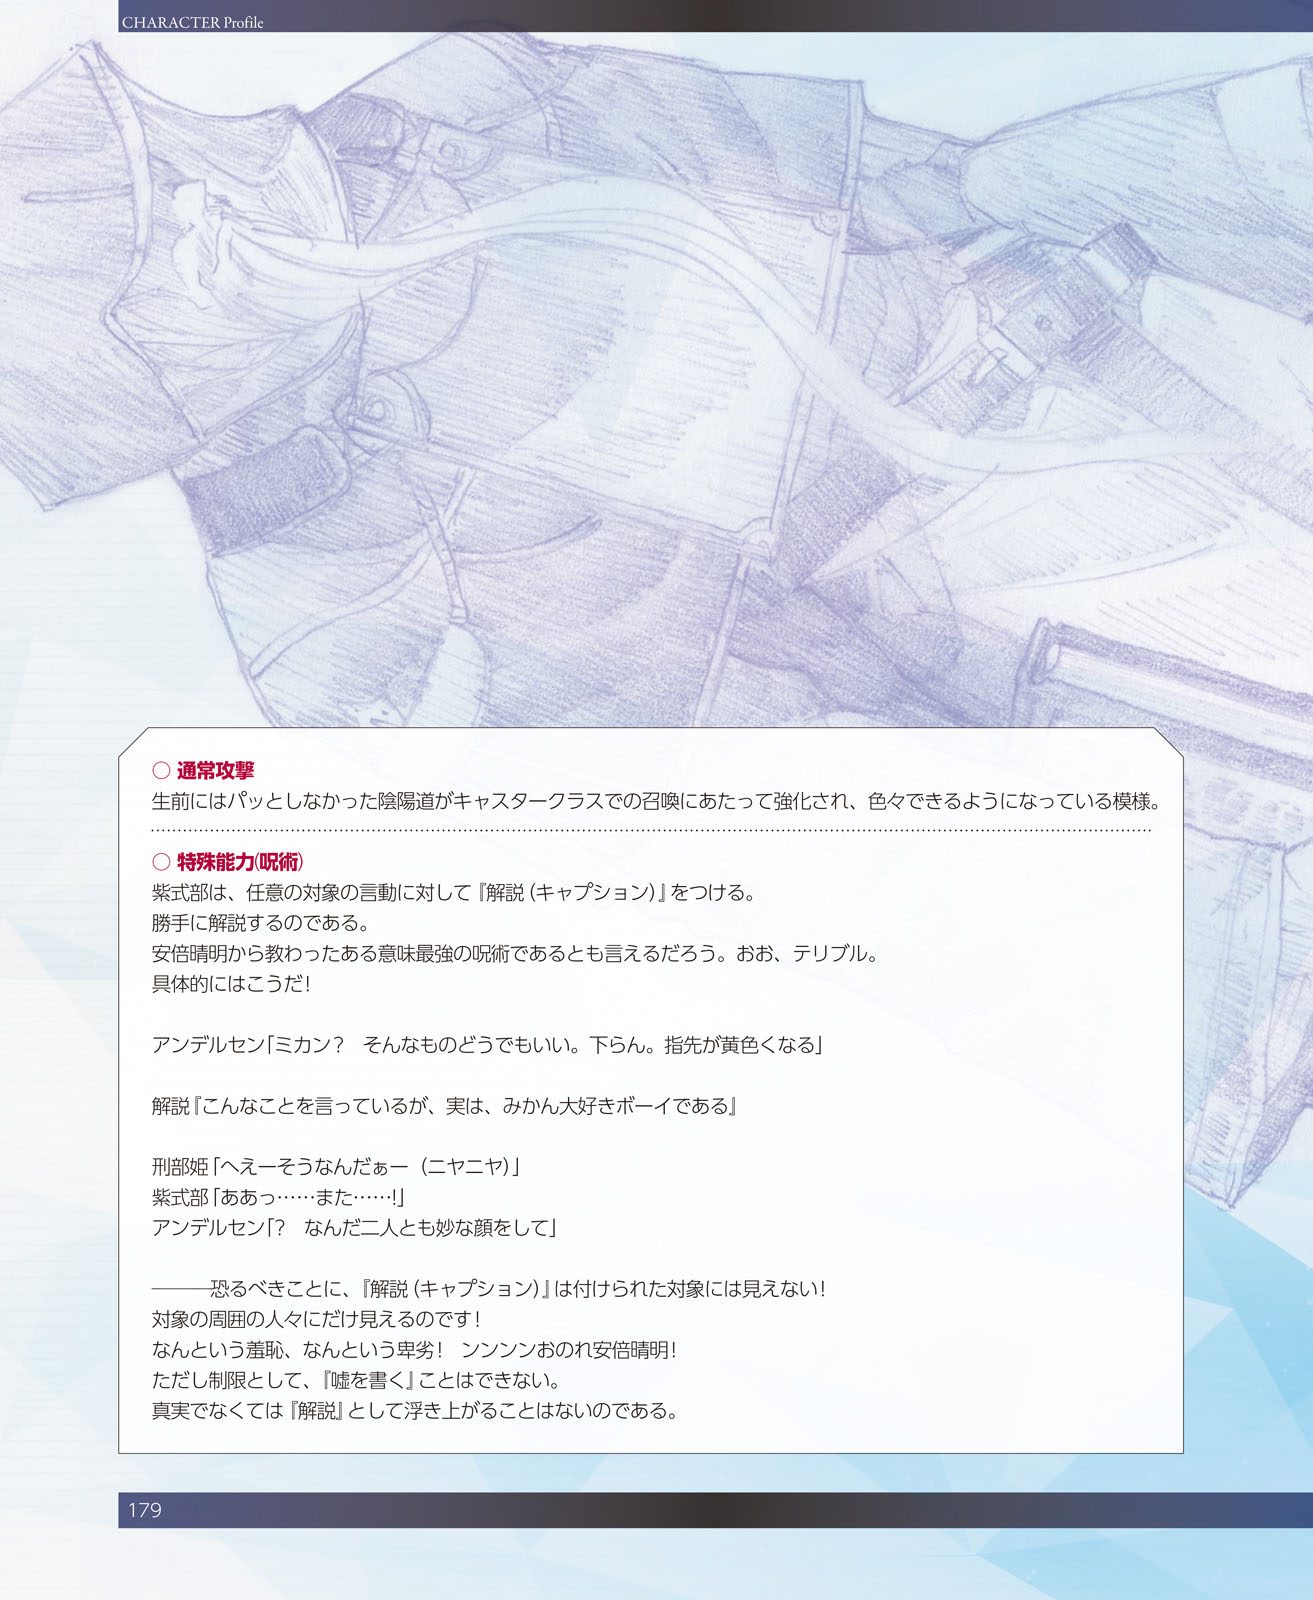 CHARACTER Profile
○ 通常攻撃
生前にはパッとしなかった陰陽道がキャスタークラスでの召喚にあたって強化され、色々できるようになっている模様。
○ 特殊能力(呪術)
紫式部は、任意の対象の言動に対して『解説（キャプション）』をつける。
勝手に解説するのである。
安倍晴明から教わったある意味最強の呪術であるとも言えるだろう。おお、テリブル。
具体的にはこうだ！
アンデルセン「ミカン？　そんなものどうでもいい。下らん。指先が黄色くなる」
解説『こんなことを言っているが、実は、みかん大好きボーイである』
刑部姫「へえーそうなんだぁー（ニヤニヤ）」
紫式部「ああっ……また……!」
アンデルセン「？　なんだ二人とも妙な顔をして」
―――恐るべきことに、『解説（キャプション）』は付けられた対象には見えない！
対象の周囲の人々にだけ見えるのです！
なんという羞恥、なんという卑劣！　ンンンンおのれ安倍晴明！
ただし制限として、『嘘を書く』ことはできない。
真実でなくては『解説』として浮き上がることはないのである。
179